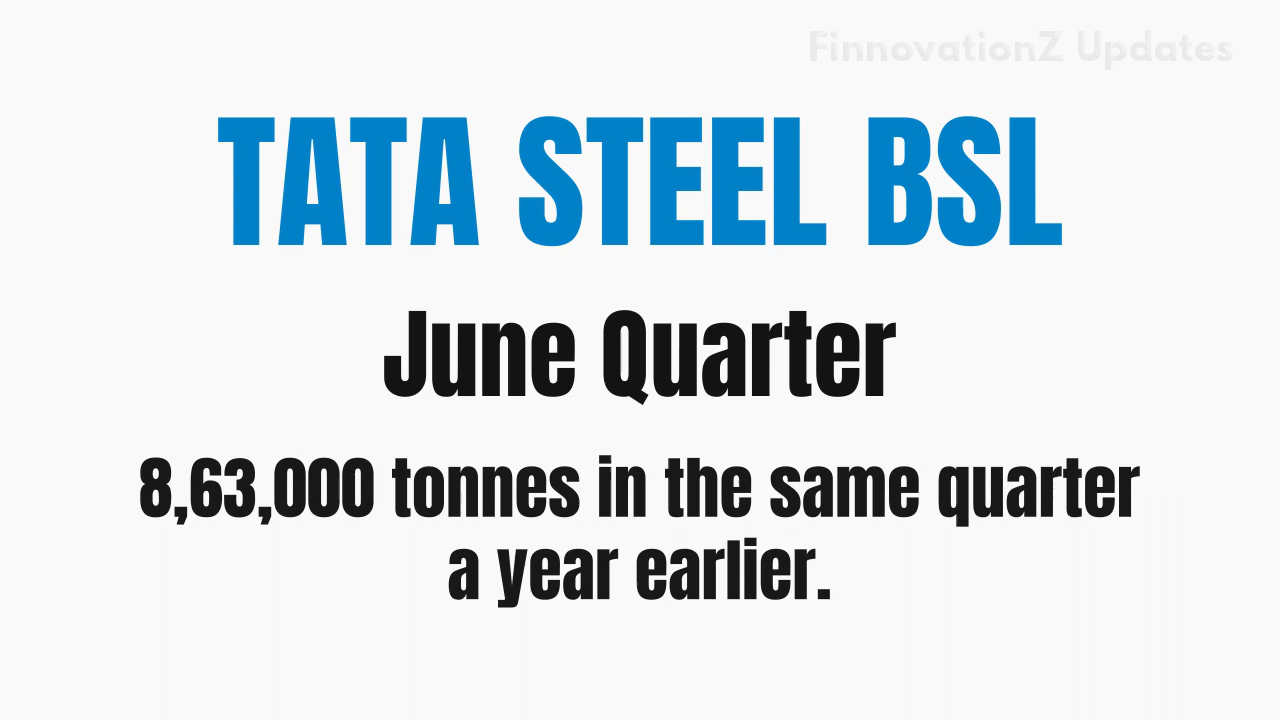 FinnovationZ Updates
TATA STEEL BSL
June Quarter
8,63,000 tonnes in the same quarter
a year earlier.